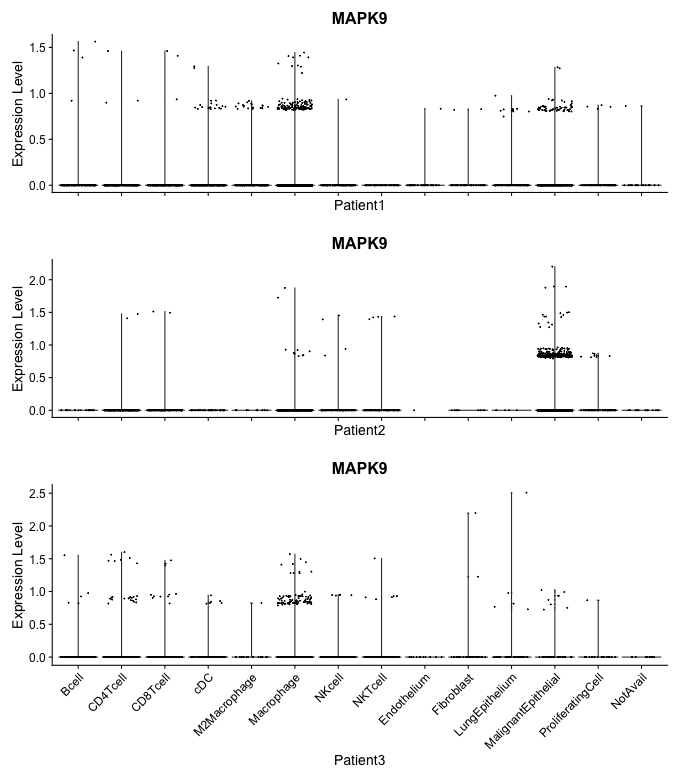 MAPK9
Expression Level
1.5
1.0
0.5
0.0
Patient1
MAPK9
Expression Level
2.0
1.5
1.0
0.5
0.0
Patient2
MAPK9
Expression Level
2.5
2.0
1.5
1.0
0.5
0.0
Bcell
CD4Tcell
CD8Tcell
cDC
M2Macrophage
Macrophage
NKcell
NKTcell
Endothelium
Fibroblast
LungEpithelium
MalignantEpithelial
ProliferatingCell
NotAvail
Patient3